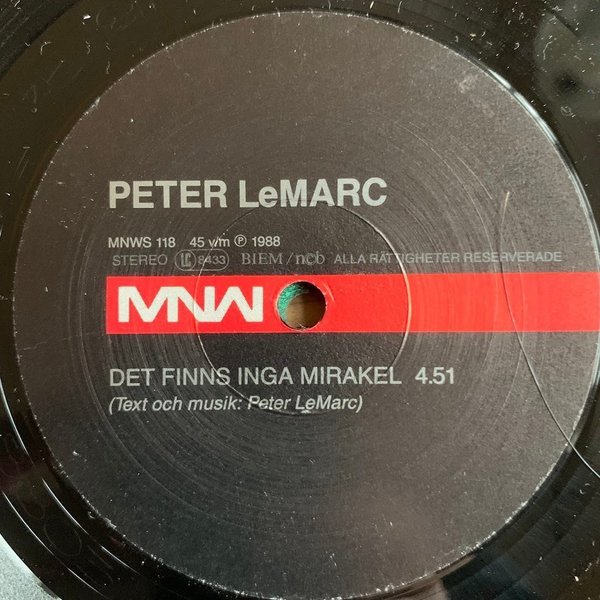 PETER LeMARC
MNWS 118 45 v/m ℗ 1988
STEREO LC 8433 BIEM/ncb ALLA RÄTTIGHETER RESERVERADE
MNW
DET FINNS INGA MIRAKEL 4.51
(Text och musik: Peter LeMarc)